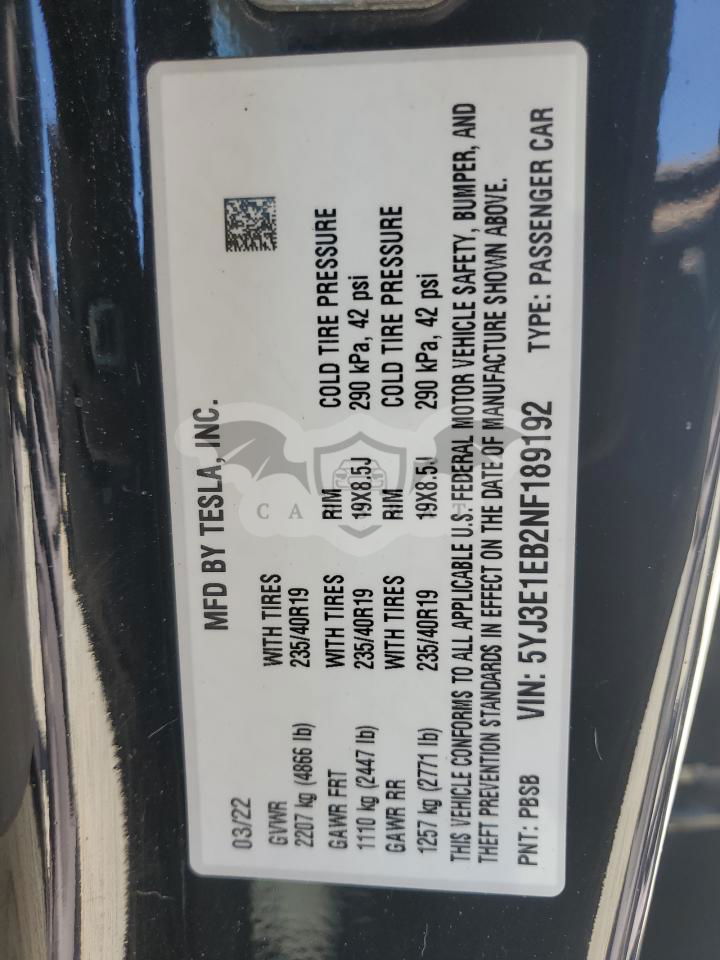 MFD BY TESLA, INC.
03/22
GVWR WITH TIRES
2207 kg (4866 lb) 235/40R19
GAWR FRT WITH TIRES RIM COLD TIRE PRESSURE
1110 kg (2447 lb) 235/40R19 19X8.5J 290 kPa, 42 psi
GAWR RR WITH TIRES RIM COLD TIRE PRESSURE
1257 kg (2771 lb) 235/40R19 19X8.5J 290 kPa, 42 psi
THIS VEHICLE CONFORMS TO ALL APPLICABLE U.S. FEDERAL MOTOR VEHICLE SAFETY, BUMPER, AND
THEFT PREVENTION STANDARDS IN EFFECT ON THE DATE OF MANUFACTURE SHOWN ABOVE.
PNT: PBSB VIN: 5YJ3E1EB2NF189192 TYPE: PASSENGER CAR